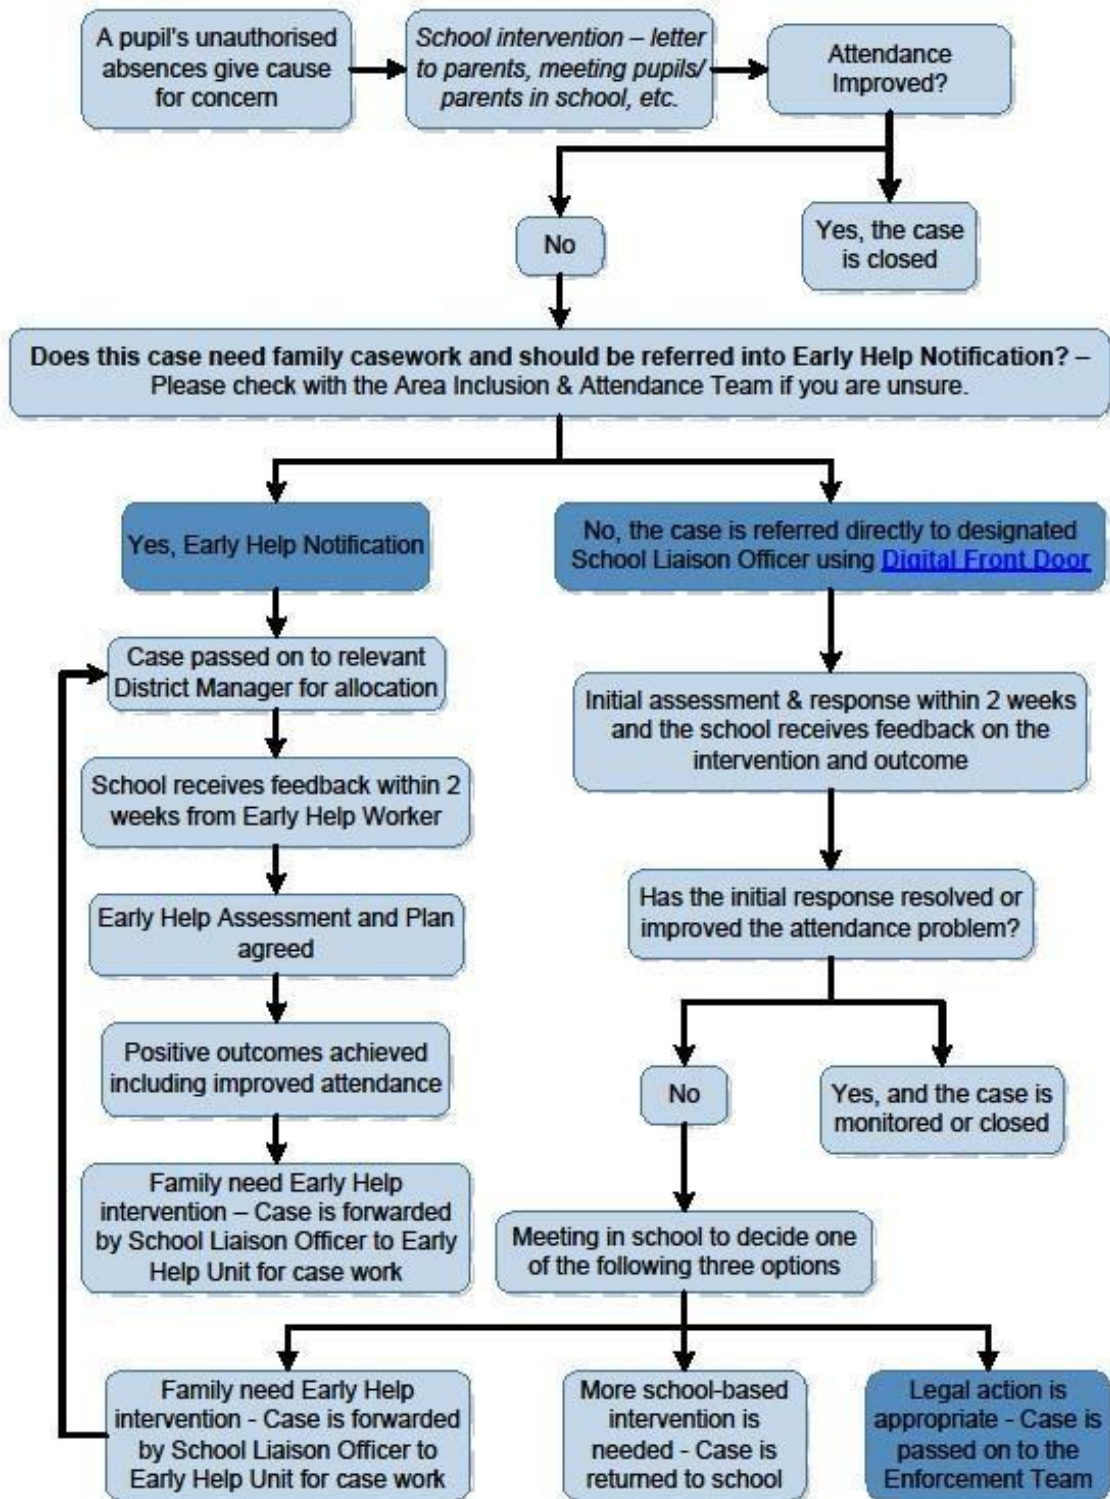 A pupil's unauthorised
absences give cause
for concern
School intervention – letter
to parents, meeting pupils/
parents in school, etc.
Attendance
Improved?
No
Yes, the case
is closed
Does this case need family casework and should be referred into Early Help Notification? –
Please check with the Area Inclusion & Attendance Team if you are unsure.
Yes, Early Help Notification
No, the case is referred directly to designated
School Liaison Officer using Digital Front Door
Case passed on to relevant
District Manager for allocation
Initial assessment & response within 2 weeks
and the school receives feedback on the
intervention and outcome
School receives feedback within 2
weeks from Early Help Worker
Has the initial response resolved or
improved the attendance problem?
Early Help Assessment and Plan
agreed
Positive outcomes achieved
including improved attendance
No
Yes, and the case is
monitored or closed
Family need Early Help
intervention – Case is forwarded
by School Liaison Officer to Early
Help Unit for case work
Meeting in school to decide one
of the following three options
Family need Early Help
intervention - Case is forwarded
by School Liaison Officer to
Early Help Unit for case work
More school-based
intervention is
needed - Case is
returned to school
Legal action is
appropriate - Case is
passed on to the
Enforcement Team